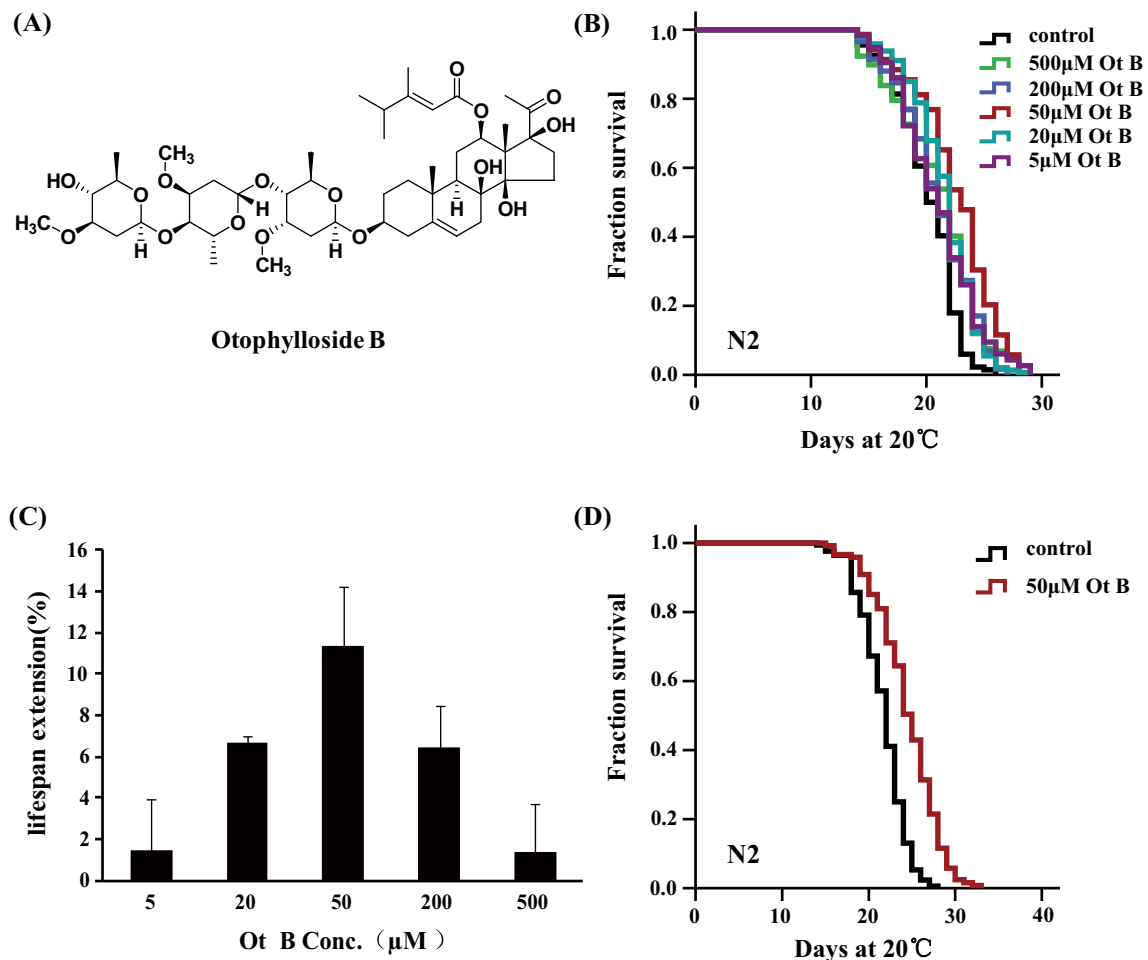 (A)
O
O
O
OH
OH
OH
CH₃
O
O
HO
O
O
O
O
H₃C
O
H
O
H
O
O
CH₃
H
O
H
Otophylloside B
(B)
1.0
0.8
0.6
0.4
0.2
0.0
Fraction survival
control
500μM Ot B
200μM Ot B
50μM Ot B
20μM Ot B
5μM Ot B
N2
0 10 20 30
Days at 20℃
(C)
16
14
12
10
8
6
4
2
0
lifespan extension(%)
5 20 50 200 500
Ot B Conc.（μM）
(D)
1.0
0.8
0.6
0.4
0.2
0.0
Fraction survival
control
50μM Ot B
N2
0 10 20 30 40
Days at 20℃